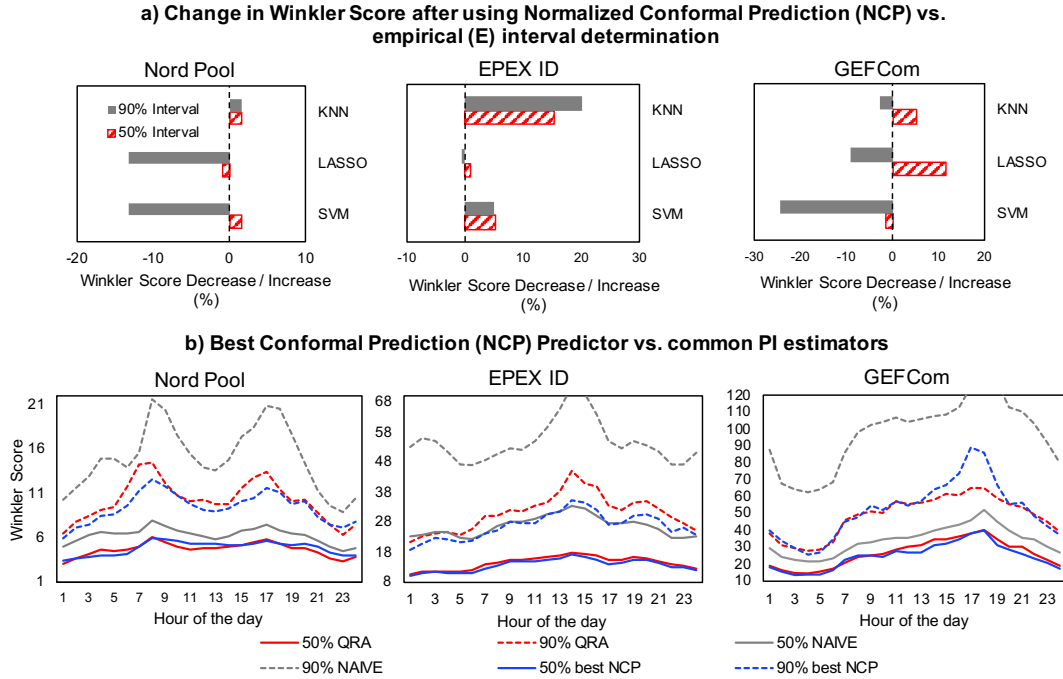 a) Change in Winkler Score after using Normalized Conformal Prediction (NCP) vs.
empirical (E) interval determination
Nord Pool
EPEX ID
GEFCom
90% Interval
50% Interval
KNN
LASSO
SVM
KNN
LASSO
SVM
KNN
LASSO
SVM
-20 -10 0 10
-10 0 10 20 30
-30 -20 -10 0 10 20
Winkler Score Decrease / Increase
(%)
Winkler Score Decrease / Increase
(%)
Winkler Score Decrease / Increase
(%)
b) Best Conformal Prediction (NCP) Predictor vs. common PI estimators
Nord Pool
EPEX ID
GEFCom
Winkler Score
21
16
11
6
1
68
58
48
38
28
18
8
120
110
100
90
80
70
60
50
40
30
20
10
1 3 5 7 9 11 13 15 17 19 21 23
1 3 5 7 9 11 13 15 17 19 21 23
1 3 5 7 9 11 13 15 17 19 21 23
Hour of the day
Hour of the day
Hour of the day
50% QRA
90% QRA
50% NAIVE
90% NAIVE
50% best NCP
90% best NCP